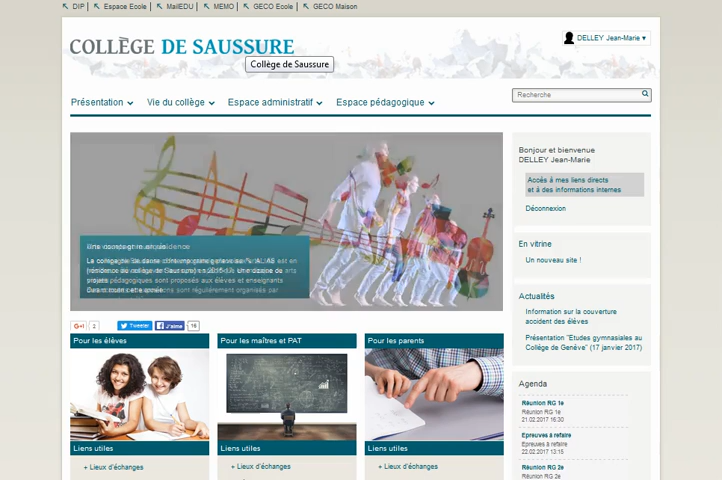 DIP Espace Ecole MailEDU MEMO GECO Ecole GECO Maison
COLLÈGE DE SAUSSURE
Collège de Saussure
DELLEY Jean-Marie
Présentation Vie du collège Espace administratif Espace pédagogique
Recherche
Bonjour et bienvenue
DELLEY Jean-Marie
Accès à mes liens directs
et à des informations internes
Déconnexion
En vitrine
Un nouveau site !
Actualités
Information sur la couverture
accident des élèves
Présentation "Etudes gymnasiales au
Collège de Genève" (17 janvier 2017)
G+1 2 Tweeter J'aime 16
Pour les élèves
Pour les maîtres et PAT
Pour les parents
Liens utiles
Liens utiles
Liens utiles
+ Lieux d'échanges
+ Lieux d'échanges
+ Lieux d'échanges
Agenda
Réunion RG 1e
Réunion RG 1e
21.02.2017 16:30
Epreuves à refaire
Epreuves à refaire
22.02.2017 13:15
Réunion RG 2e
Réunion RG 2e